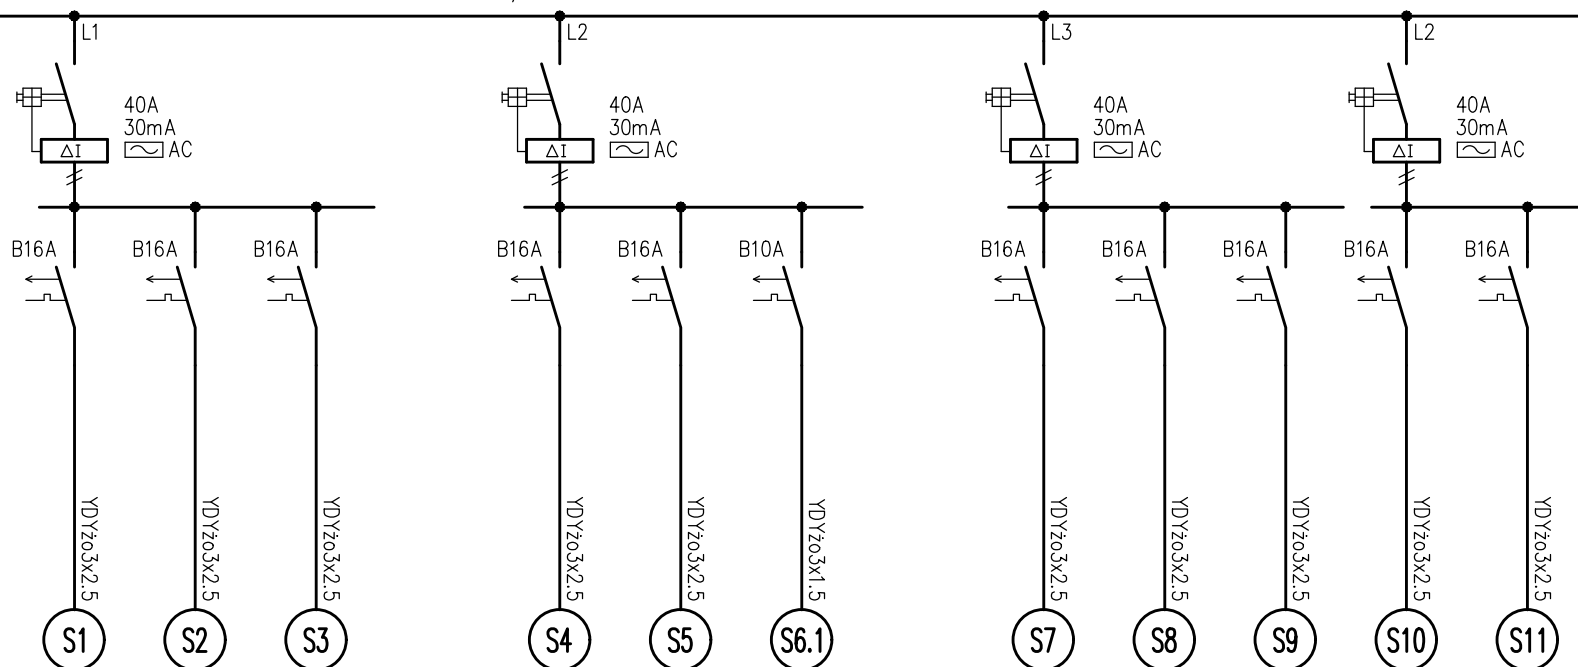 L1
L2
L3
L2
40A
30mA
AC
40A
30mA
AC
40A
30mA
AC
40A
30mA
AC
ΔI
ΔI
ΔI
ΔI
B16A
B16A
B16A
B16A
B16A
B10A
B16A
B16A
B16A
B16A
B16A
YDYżo3x2.5
YDYżo3x2.5
YDYżo3x2.5
YDYżo3x2.5
YDYżo3x2.5
YDYżo3x1.5
YDYżo3x2.5
YDYżo3x2.5
YDYżo3x2.5
YDYżo3x2.5
YDYżo3x2.5
S1
S2
S3
S4
S5
S6.1
S7
S8
S9
S10
S11